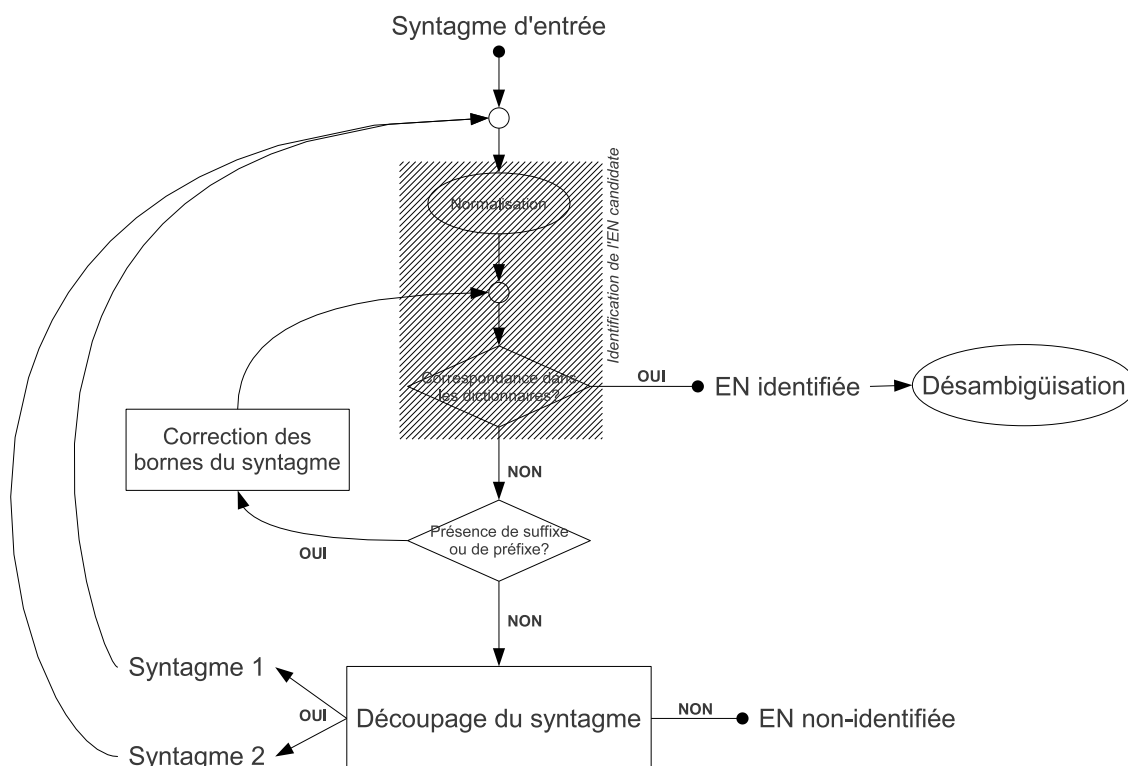 Syntagme d'entrée
Normalisation
Identification de l'EN candidate
Correspondance dans
les dictionnaires?
OUI
EN identifiée
Désambigüisation
Correction des
bornes du syntagme
NON
Présence de suffixe
ou de préfixe?
OUI
NON
Syntagme 1
OUI
Syntagme 2
Découpage du syntagme
NON
EN non-identifiée